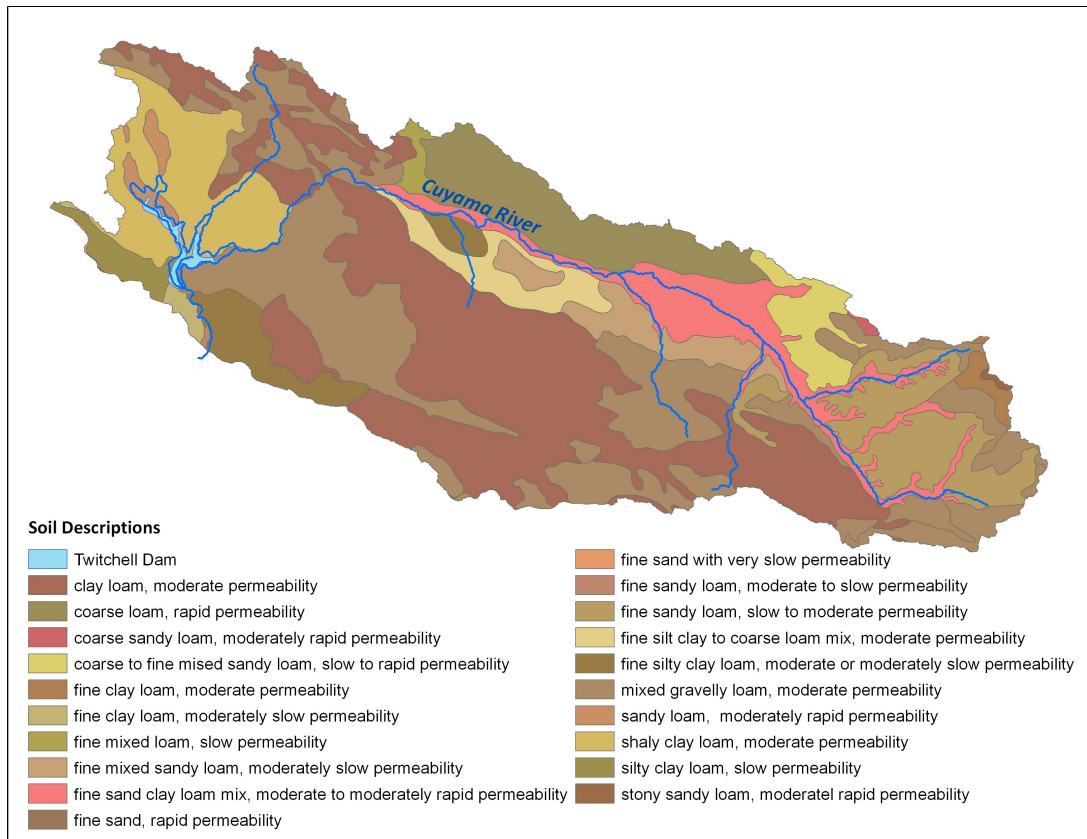 Cuyama River
Soil Descriptions
Twitchell Dam
clay loam, moderate permeability
coarse loam, rapid permeability
coarse sandy loam, moderately rapid permeability
coarse to fine mised sandy loam, slow to rapid permeability
fine clay loam, moderate permeability
fine clay loam, moderately slow permeability
fine mixed loam, slow permeability
fine mixed sandy loam, moderately slow permeability
fine sand clay loam mix, moderate to moderately rapid permeability
fine sand, rapid permeability
fine sand with very slow permeability
fine sandy loam, moderate to slow permeability
fine sandy loam, slow to moderate permeability
fine silt clay to coarse loam mix, moderate permeability
fine silty clay loam, moderate or moderately slow permeability
mixed gravelly loam, moderate permeability
sandy loam,  moderately rapid permeability
shaly clay loam, moderate permeability
silty clay loam, slow permeability
stony sandy loam, moderatel rapid permeability